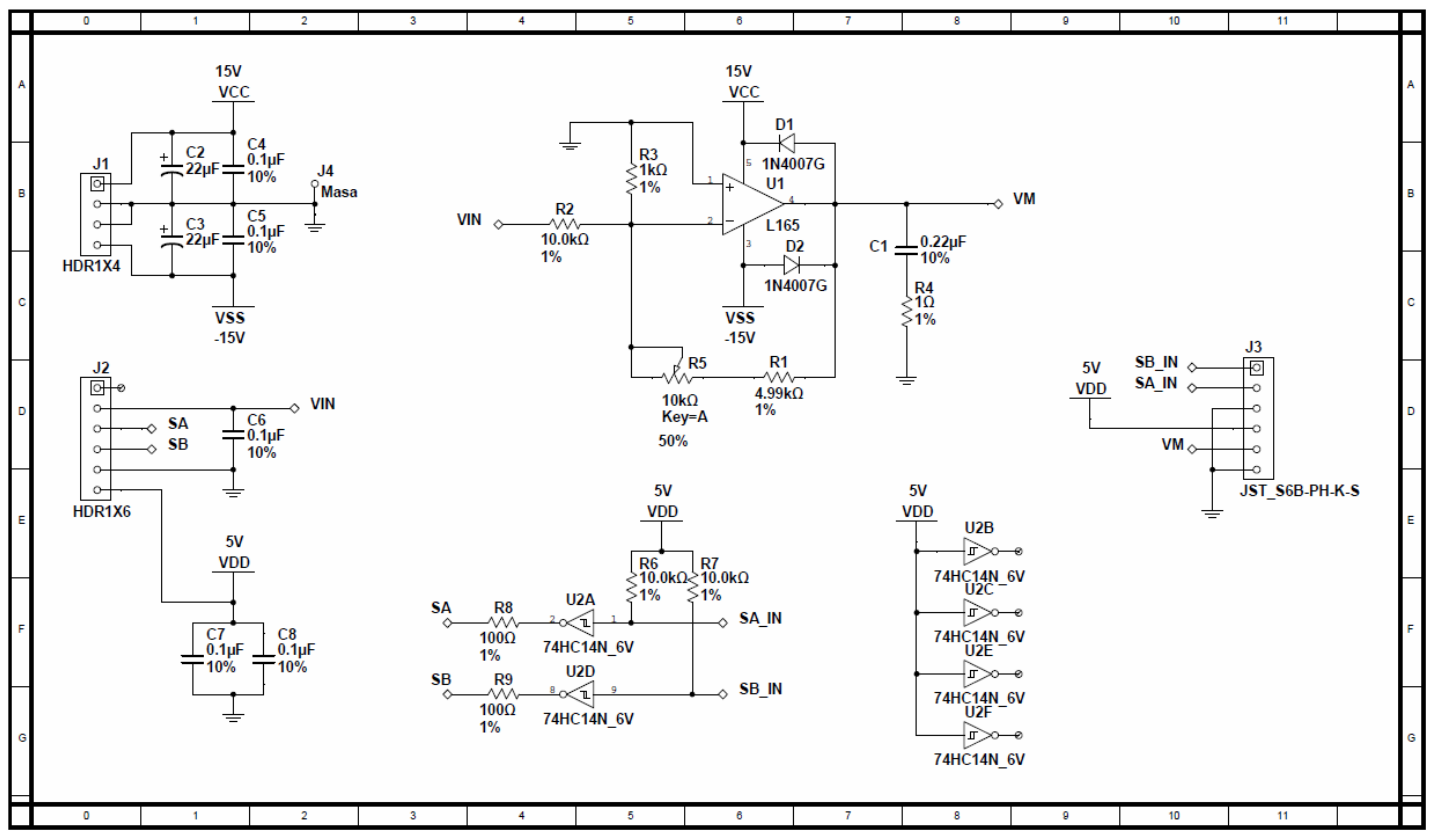 0 1 2 3 4 5 6 7 8 9 10 11
A
B
C
D
E
F
G
15V
VCC
J1
HDR1X4
C2
22µF
C4
0.1µF
10%
C3
22µF
C5
0.1µF
10%
J4
Masa
VSS
-15V
J2
HDR1X6
SA
SB
VIN
C6
0.1µF
10%
5V
VDD
C7
0.1µF
10%
C8
0.1µF
10%
VIN
R2
10.0kΩ
1%
R3
1kΩ
1%
15V
VCC
D1
1N4007G
5
U1
1
+
2
−
4
3
L165
D2
1N4007G
VSS
-15V
R5
10kΩ
Key=A
50%
R1
4.99kΩ
1%
VM
C1
0.22µF
10%
R4
1Ω
1%
5V
VDD
R6
10.0kΩ
1%
R7
10.0kΩ
1%
SA
R8
100Ω
1%
2
U2A
1
74HC14N_6V
SA_IN
SB
R9
100Ω
1%
8
U2D
9
74HC14N_6V
SB_IN
5V
VDD
U2B
74HC14N_6V
U2C
74HC14N_6V
U2E
74HC14N_6V
U2F
74HC14N_6V
5V
VDD
SB_IN
SA_IN
VM
J3
JST_S6B-PH-K-S
A
B
C
D
E
F
G
0 1 2 3 4 5 6 7 8 9 10 11